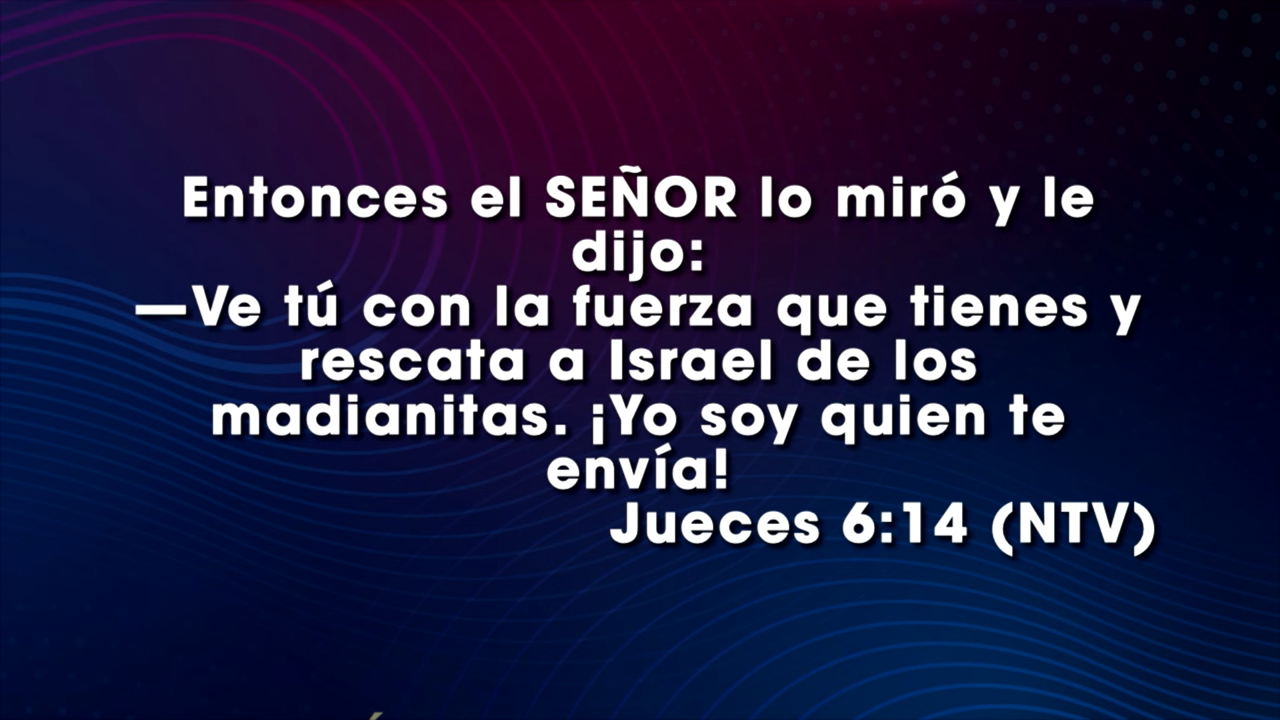 Entonces el SEÑOR lo miró y le
dijo:
—Ve tú con la fuerza que tienes y
rescata a Israel de los
madianitas. ¡Yo soy quien te
envía!
Jueces 6:14 (NTV)